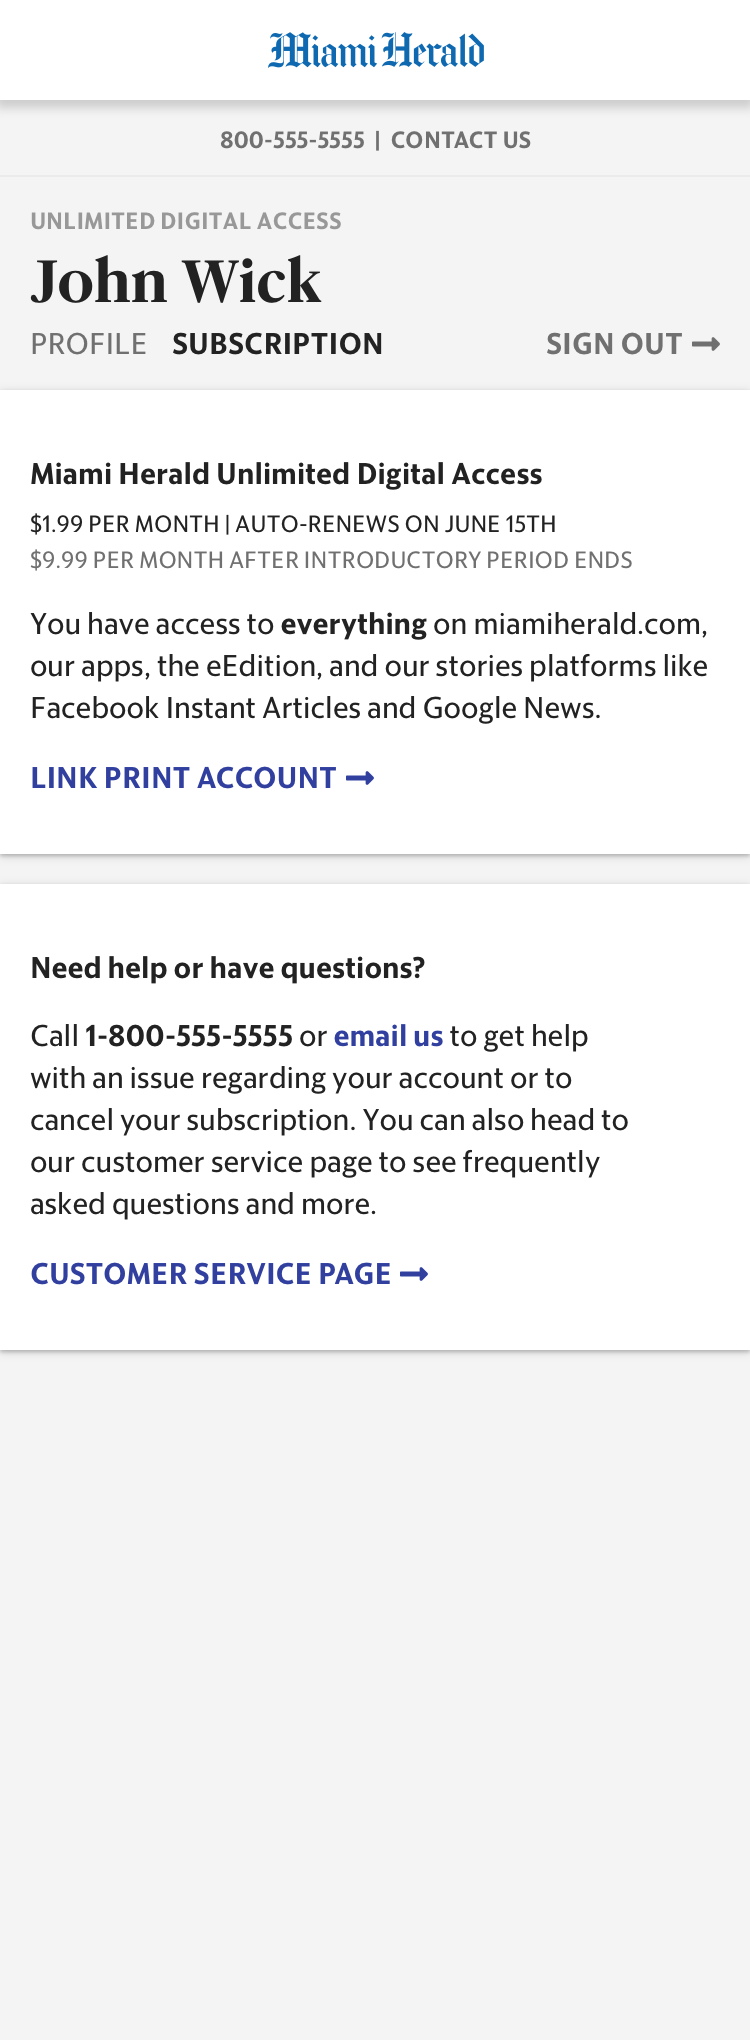 Miami Herald
800-555-5555 | CONTACT US
UNLIMITED DIGITAL ACCESS
John Wick
PROFILE SUBSCRIPTION SIGN OUT
Miami Herald Unlimited Digital Access
$1.99 PER MONTH | AUTO-RENEWS ON JUNE 15TH
$9.99 PER MONTH AFTER INTRODUCTORY PERIOD ENDS
You have access to everything on miamiherald.com,
our apps, the eEdition, and our stories platforms like
Facebook Instant Articles and Google News.
LINK PRINT ACCOUNT
Need help or have questions?
Call 1-800-555-5555 or email us to get help
with an issue regarding your account or to
cancel your subscription. You can also head to
our customer service page to see frequently
asked questions and more.
CUSTOMER SERVICE PAGE